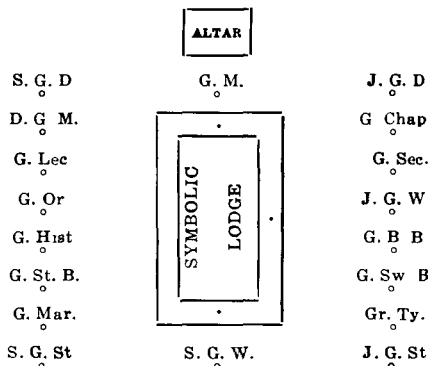 ALTAR
S. G. D G. M. J. G. D
D. G M. G Chap
G. Lec G. Sec.
G. Or J. G. W
G. Hist G. B B
G. St. B. G. Sw B
G. Mar. Gr. Ty.
S. G. St S. G. W. J. G. St
SYMBOLIC
LODGE